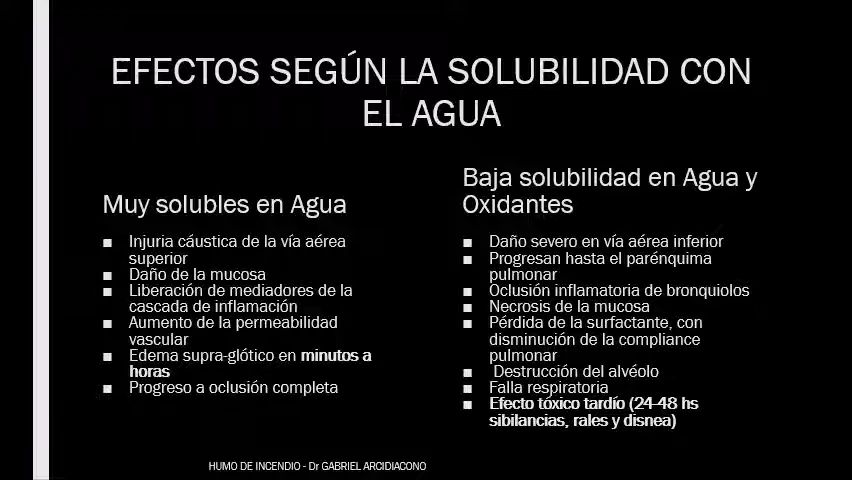 EFECTOS SEGÚN LA SOLUBILIDAD CON
EL AGUA
Muy solubles en Agua
■ Injuria cáustica de la vía aérea
superior
■ Daño de la mucosa
■ Liberación de mediadores de la
cascada de inflamación
■ Aumento de la permeabilidad
vascular
■ Edema supra-glótico en minutos a
horas
■ Progreso a oclusión completa
Baja solubilidad en Agua y
Oxidantes
■ Daño severo en vía aérea inferior
■ Progresan hasta el parénquima
pulmonar
■ Oclusión inflamatoria de bronquiolos
■ Necrosis de la mucosa
■ Pérdida de la surfactante, con
disminución de la compliance
pulmonar
■ Destrucción del alvéolo
■ Falla respiratoria
■ Efecto tóxico tardío (24-48 hs
sibilancias, rales y disnea)
HUMO DE INCENDIO - Dr GABRIEL ARCIDIACONO